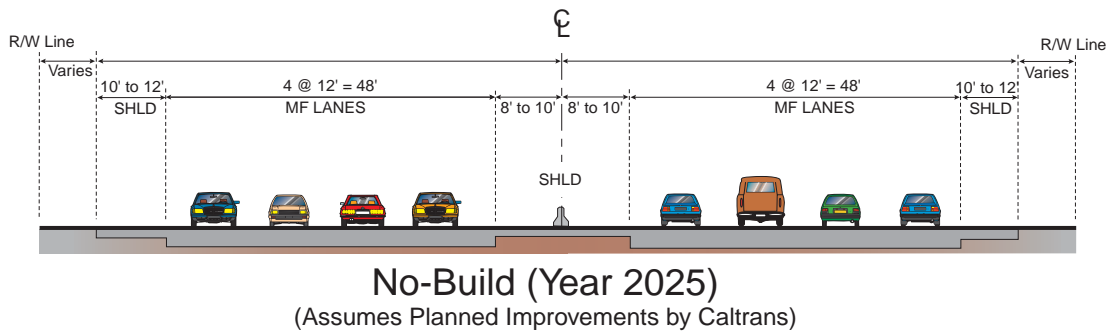 ℄
R/W Line
R/W Line
Varies
Varies
10' to 12'
4 @ 12' = 48'
4 @ 12' = 48'
10' to 12
SHLD
MF LANES
8' to 10'
8' to 10'
MF LANES
SHLD
SHLD
No-Build (Year 2025)
(Assumes Planned Improvements by Caltrans)